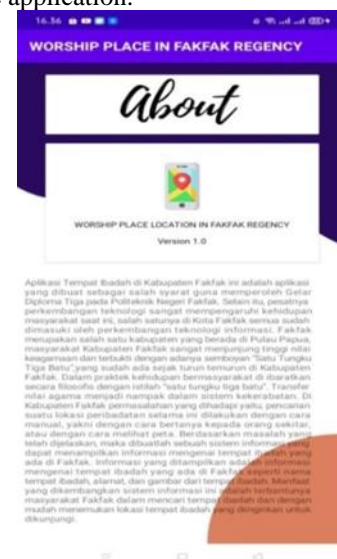 application.
16.36
WORSHIP PLACE IN FAKFAK REGENCY
About
WORSHIP PLACE LOCATION IN FAKFAK REGENCY
Version 1.0
Aplikasi Tempat Ibadah di Kabupaten Fakfak ini adalah aplikasi
yang dibuat sebagai salah syarat guna memperoleh Gelar
Diploma Tiga pada Politeknik Negeri Fakfak. Selain itu, pesatnya
perkembangan teknologi sangat mempengaruhi kehidupan
masyarakat saat ini, salah satunya di Kota Fakfak semua sudah
dimasuki oleh perkembangan teknologi informasi. Fakfak
merupakan salah satu kabupaten yang berada di Pulau Papua,
masyarakat Kabupaten Fakfak sangat menjunjung tinggi nilai
keagamaan dan terbukti dengan adanya semboyan "Satu Tungku
Tiga Batu",yang sudah ada sejak turun temurun di Kabupaten
Fakfak. Dalam praktek kehidupan bermasyarakat di ibaratkan
secara filosofis dengan istilah "satu tungku tiga batu". Transfer
nilai agama menjadi nampak dalam sistem kekerabatan. Di
Kabupaten Fakfak permasalahan yang dihadapi yaitu, pencarian
suatu lokasi peribadatan selama ini dilakukan dengan cara
manual, yakni dengan cara bertanya kepada orang sekitar,
atau dengan cara melihat peta. Berdasarkan masalah yang
telah dijelaskan, maka dibuatlah sebuah sistem informasi yang
dapat menampilkan informasi mengenai tempat ibadah yang
ada di Fakfak. Informasi yang ditampilkan adalah informasi
mengenai tempat ibadah yang ada di Fakfak seperti nama
tempat ibadah, alamat, dan gambar dari tempat ibadah. Manfaat
yang dikembangkan sistem informasi ini adalah terbantunya
masyarakat Fakfak dalam mencari tempat ibadah dan dengan
mudah menemukan lokasi tempat ibadah yang diinginkan untuk
dikunjungi.